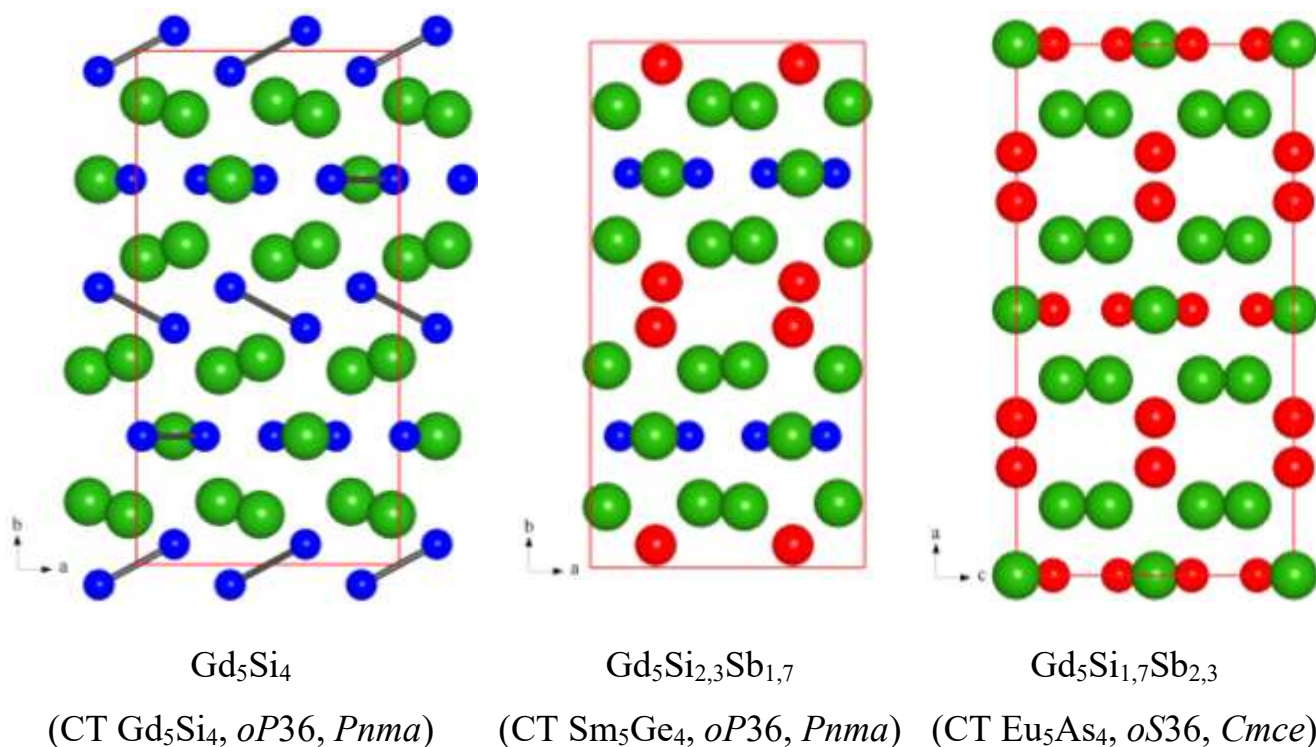 b
a
b
a
a
c
Gd₅Si₄
Gd₅Si₂,₃Sb₁,₇
Gd₅Si₁,₇Sb₂,₃
(CT Gd₅Si₄, oP36, Pnma)
(CT Sm₅Ge₄, oP36, Pnma)
(CT Eu₅As₄, oS36, Cmce)